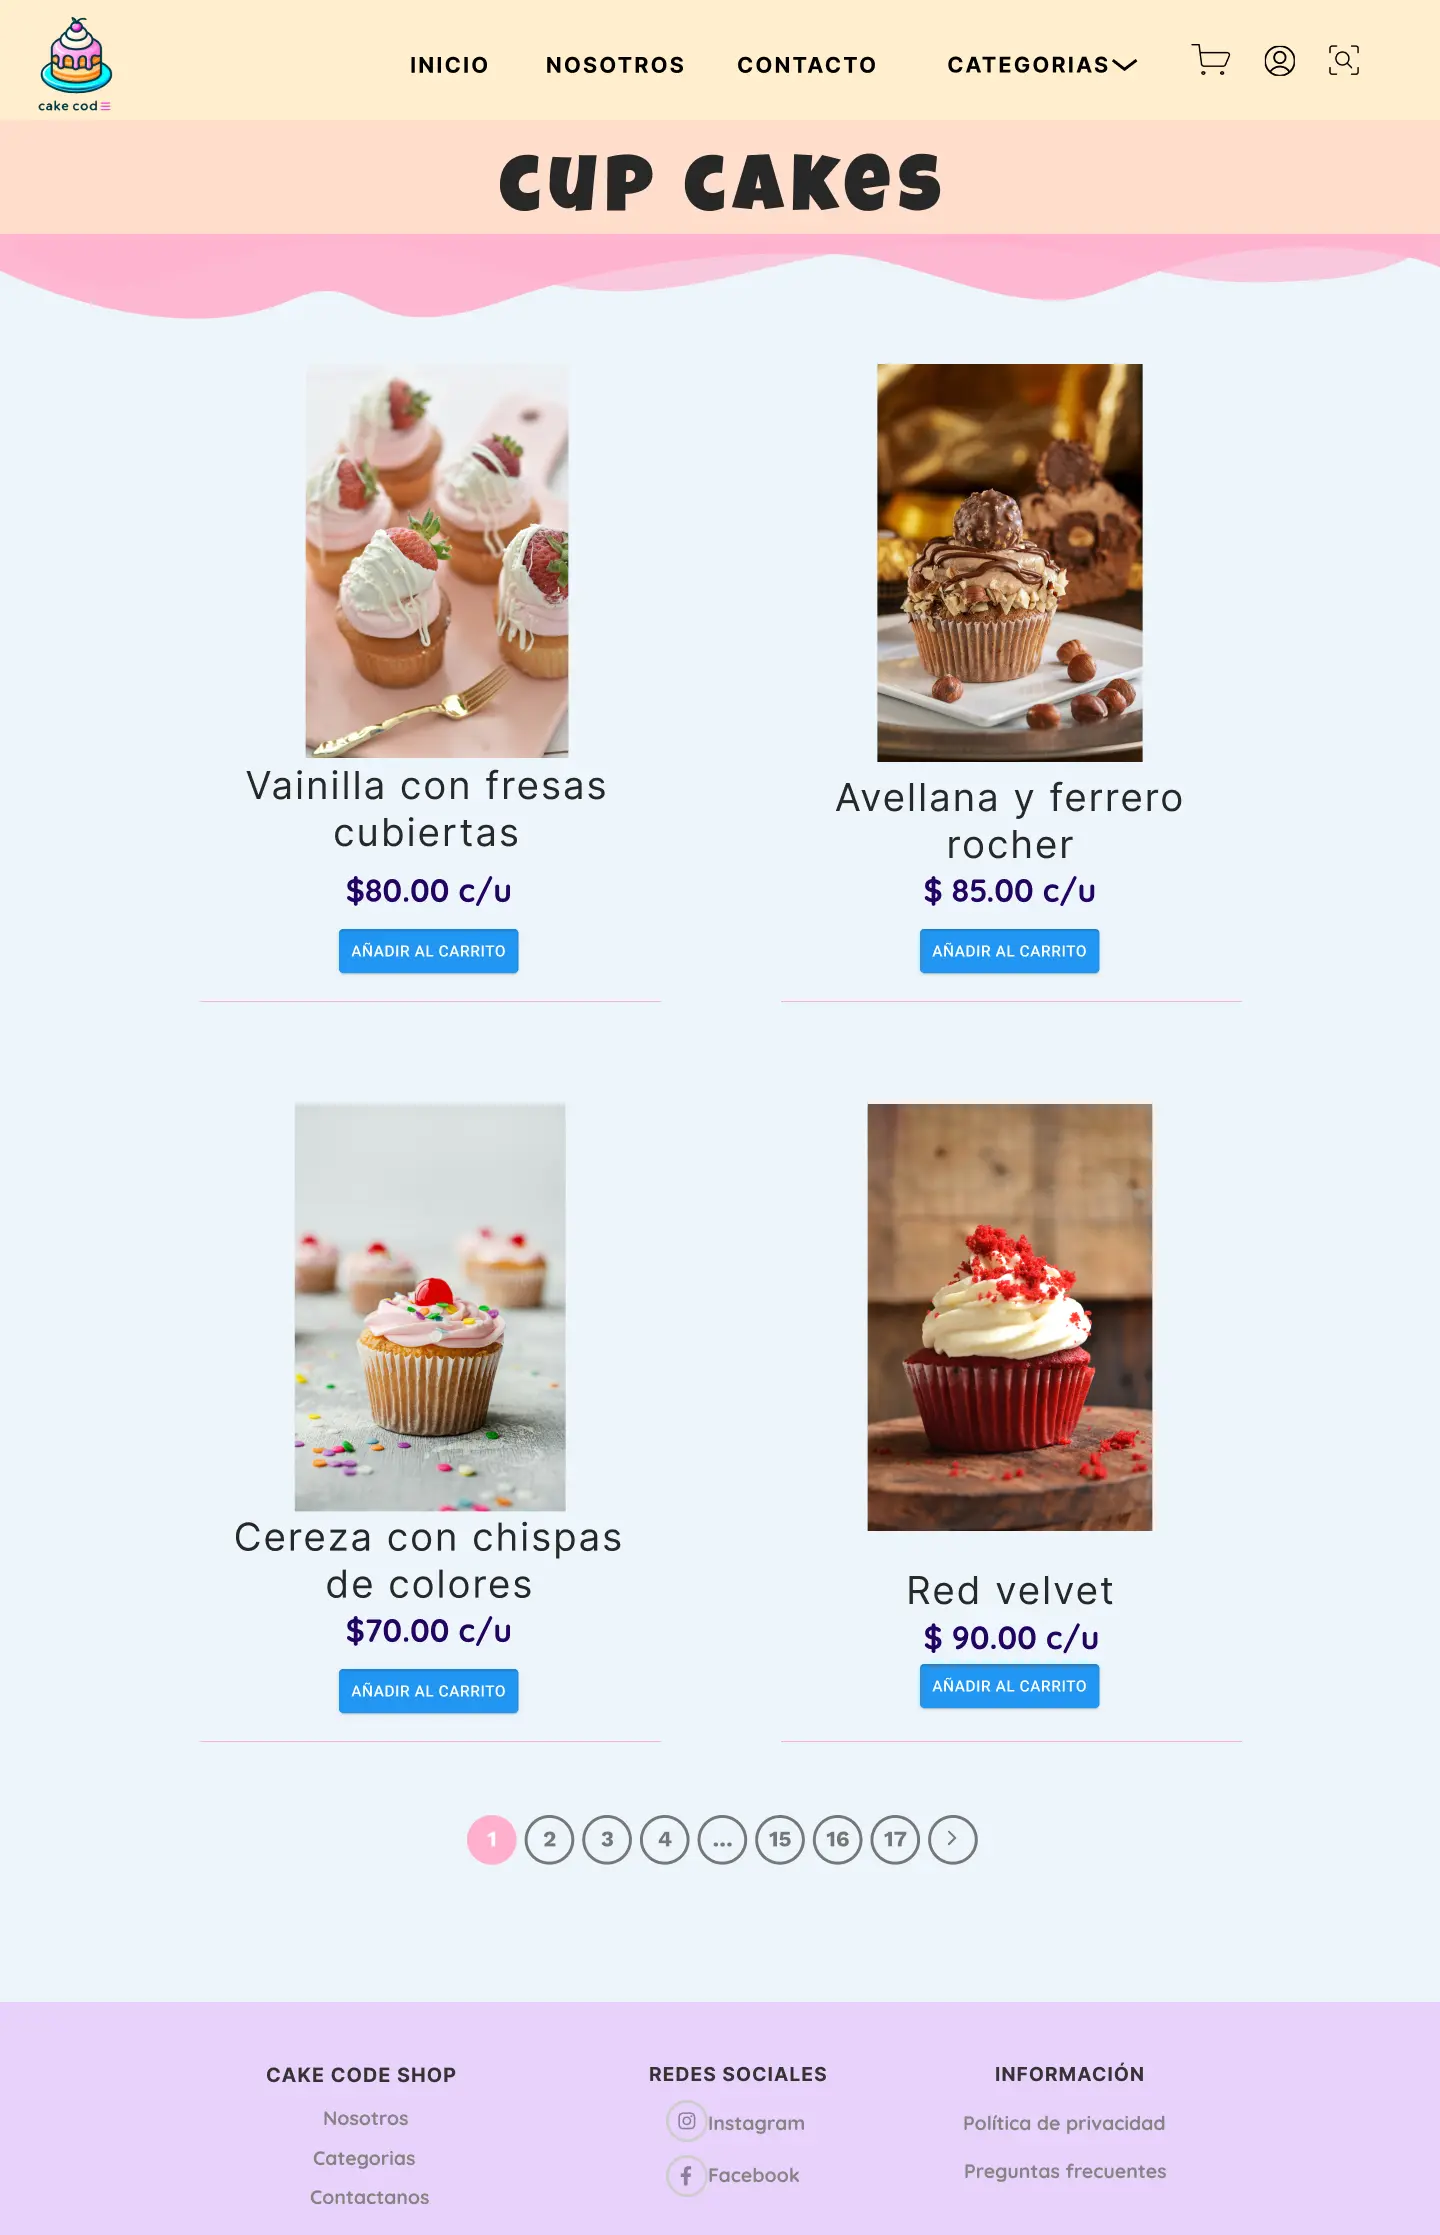 cake cod
INICIO
NOSOTROS
CONTACTO
CATEGORIAS
CUP CAKES
Vainilla con fresas
cubiertas
$80.00 c/u
AÑADIR AL CARRITO
Avellana y ferrero
rocher
$ 85.00 c/u
AÑADIR AL CARRITO
Cereza con chispas
de colores
$70.00 c/u
AÑADIR AL CARRITO
Red velvet
$ 90.00 c/u
AÑADIR AL CARRITO
1 2 3 4 ... 15 16 17 >
CAKE CODE SHOP
Nosotros
Categorias
Contactanos
REDES SOCIALES
Instagram
Facebook
INFORMACIÓN
Política de privacidad
Preguntas frecuentes